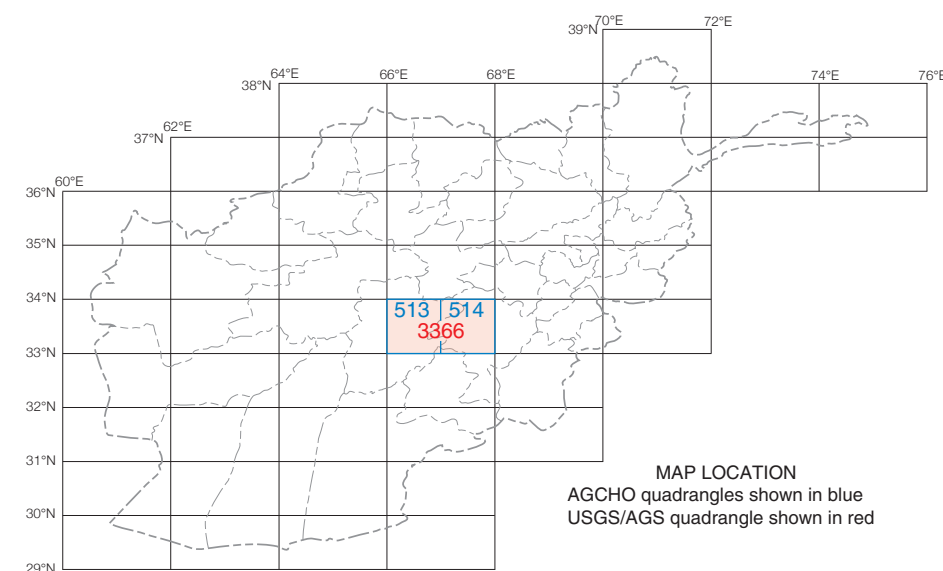 70°E 72°E
39°N
64°E 66°E 68°E 74°E 76°E
38°N
62°E
37°N
60°E
36°N
35°N
34°N
513 514
3366
33°N
32°N
31°N
MAP LOCATION
AGCHO quadrangles shown in blue
30°N
USGS/AGS quadrangle shown in red
29°N